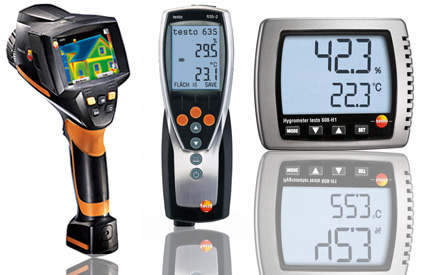 testo
635-2
testo 635
29.5
%
°C
23.1
FLÄCH
SAVE
testo
42.3
%
22.3
°C
testo
Hygrometer testo 608-H1
MODE
SET